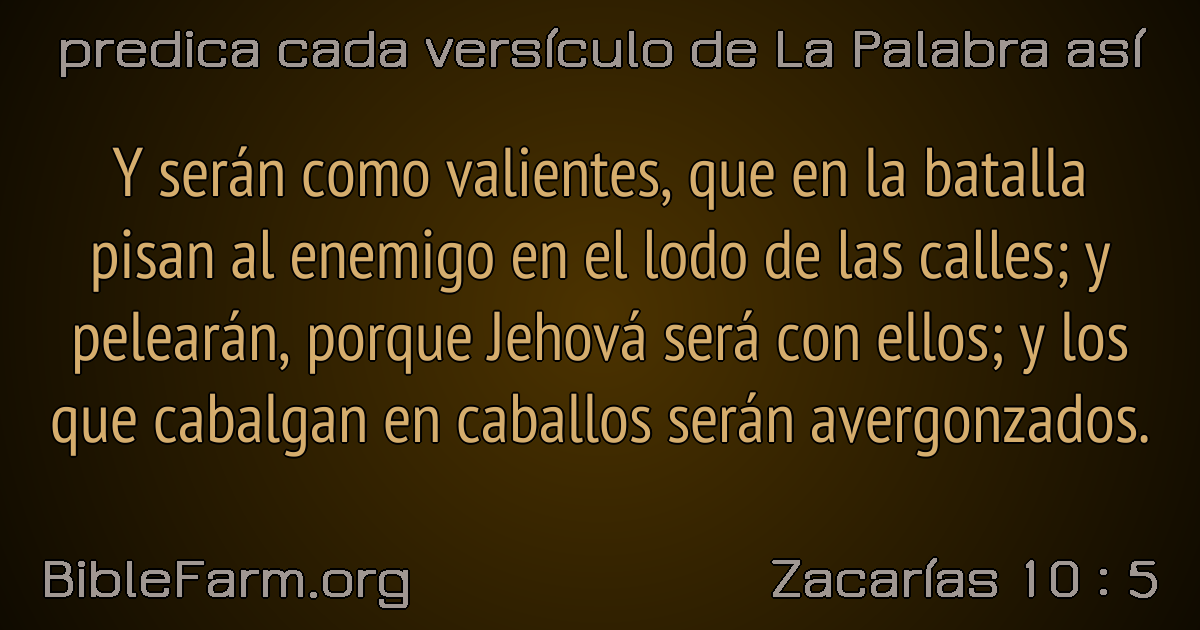 predica cada versículo de La Palabra así
Y serán como valientes, que en la batalla
pisan al enemigo en el lodo de las calles; y
pelearán, porque Jehová será con ellos; y los
que cabalgan en caballos serán avergonzados.
BibleFarm.org
Zacarías 10 : 5